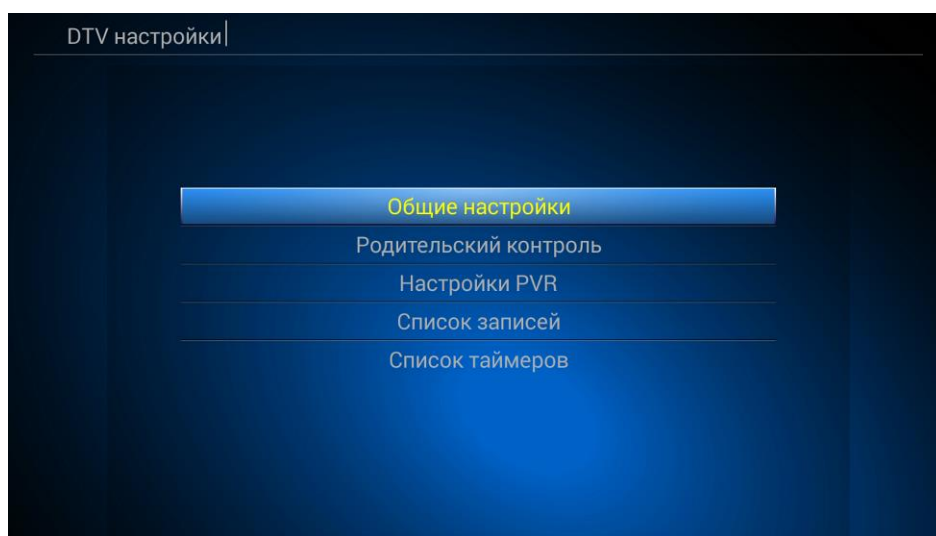 DTV настройки
Общие настройки
Родительский контроль
Настройки PVR
Список записей
Список таймеров